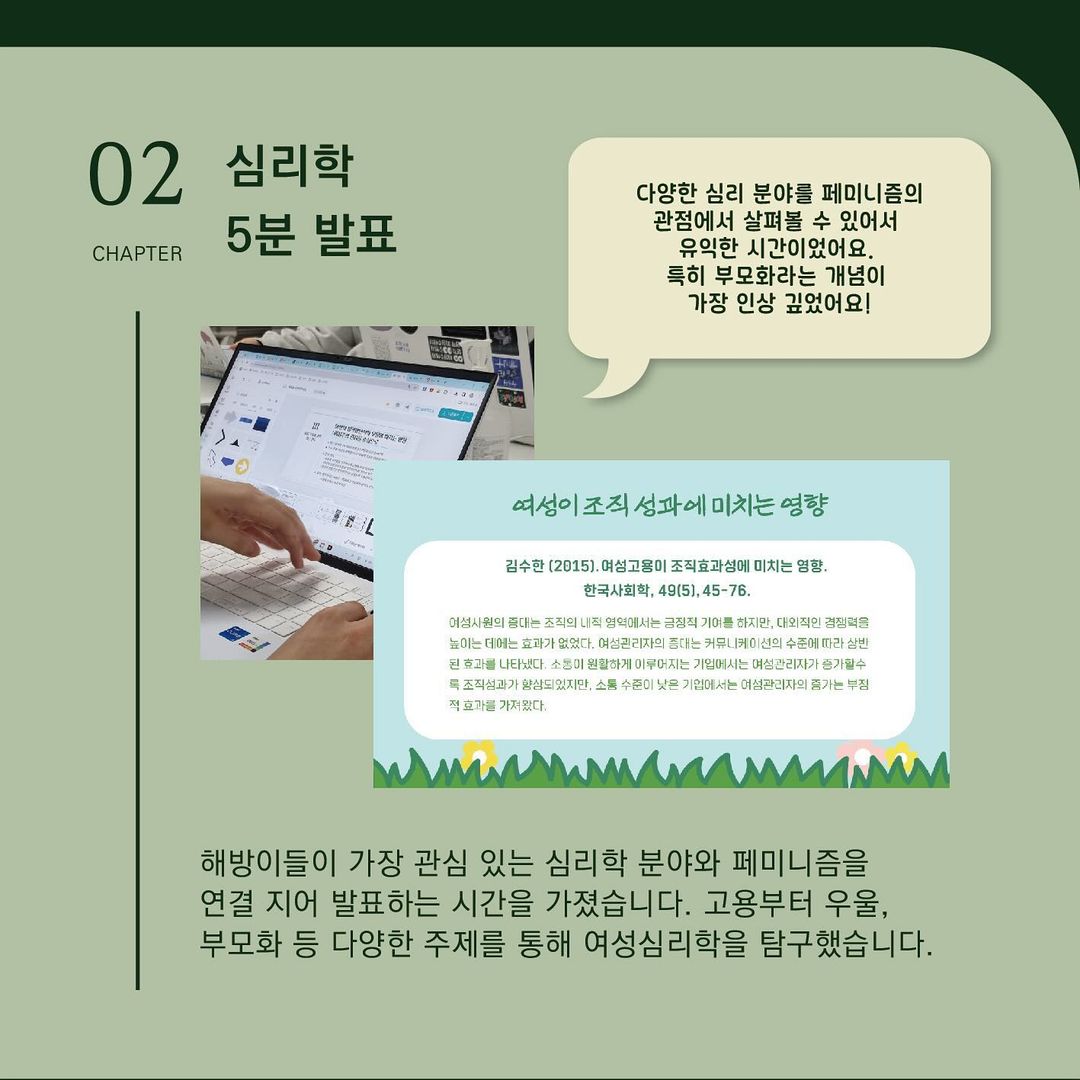 02
CHAPTER
심리학
5분 발표
다양한 심리 분야를 페미니즘의
관점에서 살펴볼 수 있어서
유익한 시간이었어요.
특히 부모화라는 개념이
가장 인상 깊었어요!
여성이 조직 성과에 미치는 영향
김수한 (2015). 여성고용이 조직효과성에 미치는 영향.
한국사회학, 49(5), 45-76.
여성사원의 증대는 조직의 내적 영역에서는 긍정적 기여를 하지만, 대외적인 경쟁력을
높이는 데에는 효과가 없었다. 여성관리자의 증대는 커뮤니케이션의 수준에 따라 상반
된 효과를 나타냈다. 소통이 원활하게 이루어지는 기업에서는 여성관리자가 증가할수
록 조직성과가 향상되었지만, 소통 수준이 낮은 기업에서는 여성관리자의 증가는 부정
적 효과를 가져왔다.
해방이들이 가장 관심 있는 심리학 분야와 페미니즘을
연결 지어 발표하는 시간을 가졌습니다. 고용부터 우울,
부모화 등 다양한 주제를 통해 여성심리학을 탐구했습니다.